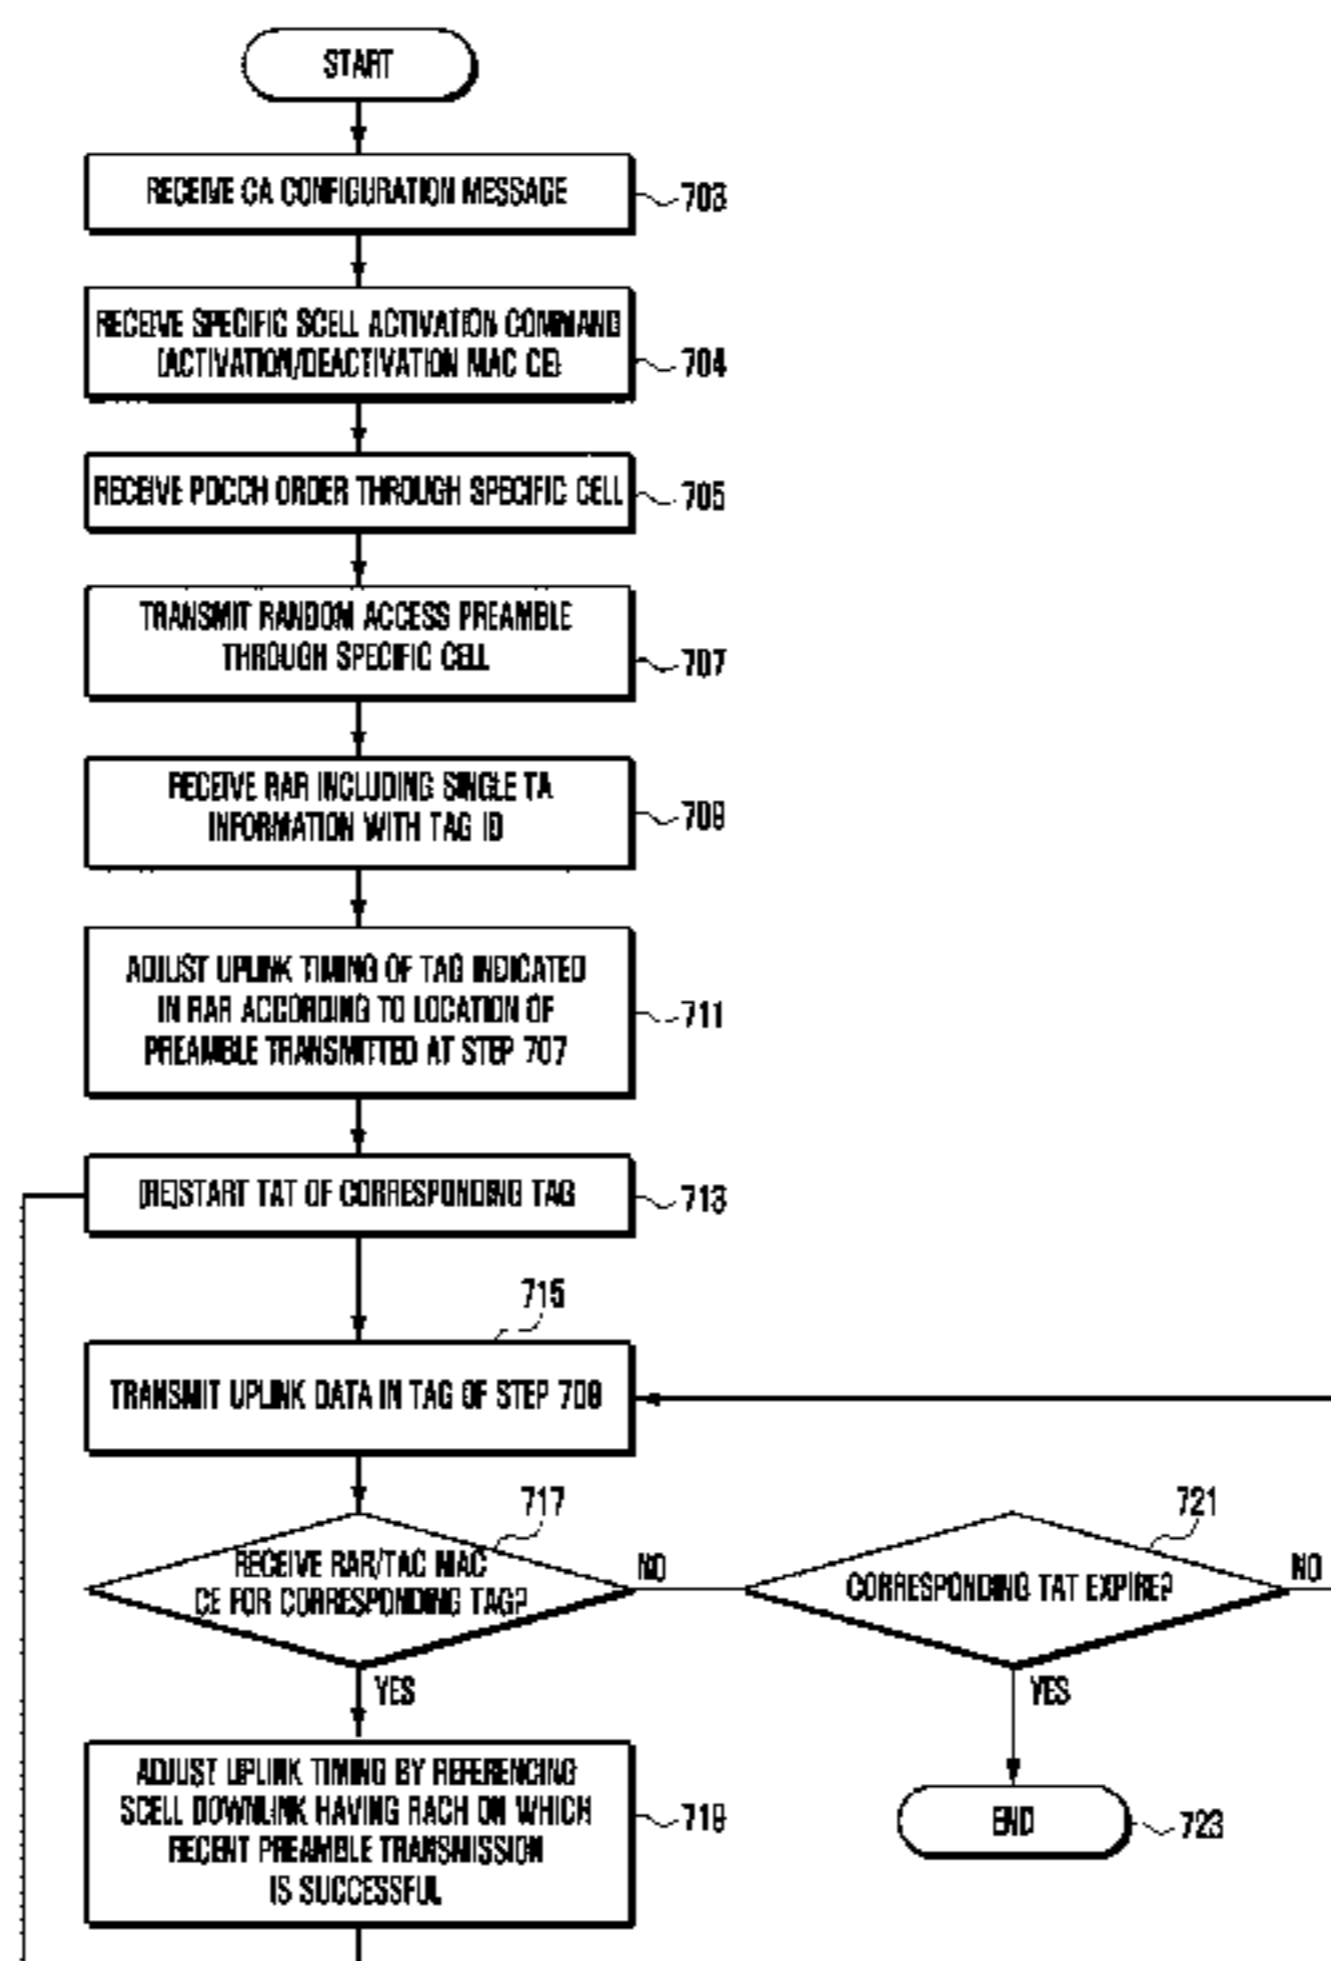 START
RECEIVE CA CONFIGURATION MESSAGE
703
RECEIVE SPECIFIC SCELL ACTIVATION COMMAND
(ACTIVATION/DEACTIVATION MAC CE)
704
RECEIVE PDCCH ORDER THROUGH SPECIFIC CELL
705
TRANSMIT RANDOM ACCESS PREAMBLE
THROUGH SPECIFIC CELL
707
RECEIVE RAR INCLUDING SINGLE TA
INFORMATION WITH TAG ID
709
ADJUST UPLINK TIMING OF TAG INDICATED
IN RAR ACCORDING TO LOCATION OF
PREAMBLE TRANSMITTED AT STEP 707
711
(RE)START TAT OF CORRESPONDING TAG
713
715
TRANSMIT UPLINK DATA IN TAG OF STEP 709
717
RECEIVE RAR/TAC MAC
CE FOR CORRESPONDING TAG?
NO
YES
721
CORRESPONDING TAT EXPIRE?
NO
YES
ADJUST UPLINK TIMING BY REFERENCING
SCELL DOWNLINK HAVING RACH ON WHICH
RECENT PREAMBLE TRANSMISSION
IS SUCCESSFUL
719
END
723